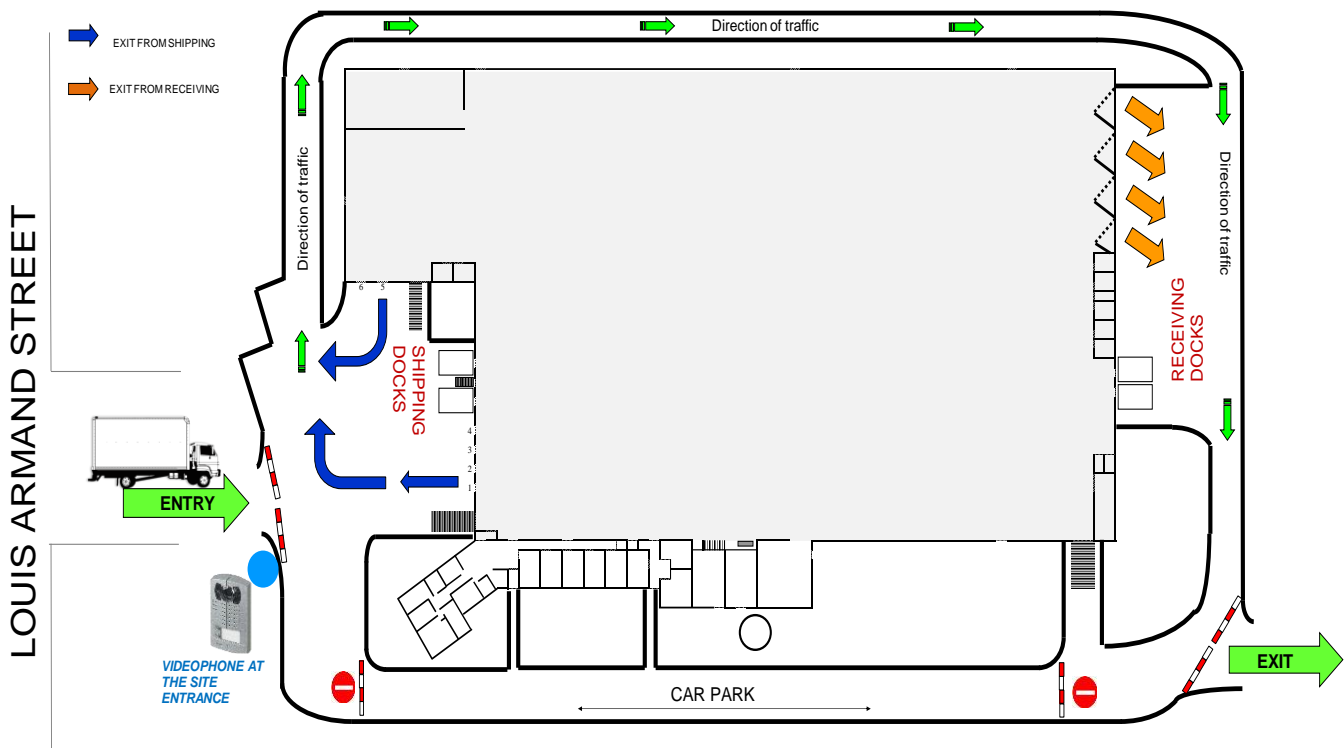 Direction of traffic
EXIT FROM SHIPPING
EXIT FROM RECEIVING
Direction of traffic
Direction of traffic
LOUIS ARMAND STREET
6 5
SHIPPING
DOCKS
RECEIVING
DOCKS
4
3
2
1
ENTRY
VIDEOPHONE AT
THE SITE
ENTRANCE
EXIT
CAR PARK